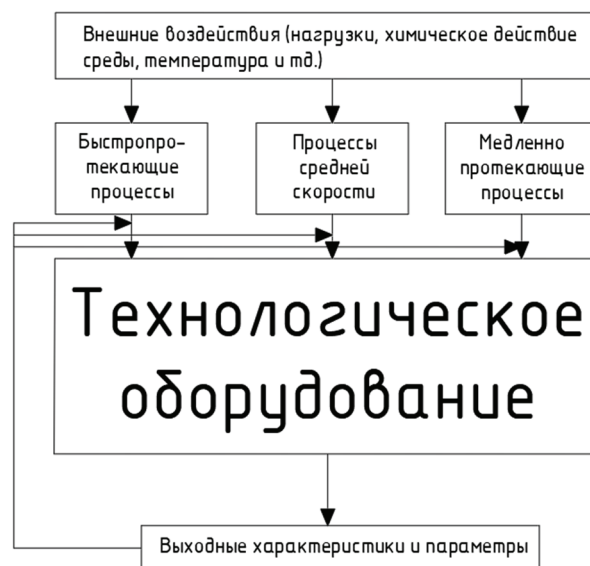 Внешние воздействия (нагрузки, химическое действие
среды, температура и тд.)
Быстропро-
текающие
процессы
Процессы
средней
скорости
Медленно
протекающие
процессы
Технологическое
оборудование
Выходные характеристики и параметры